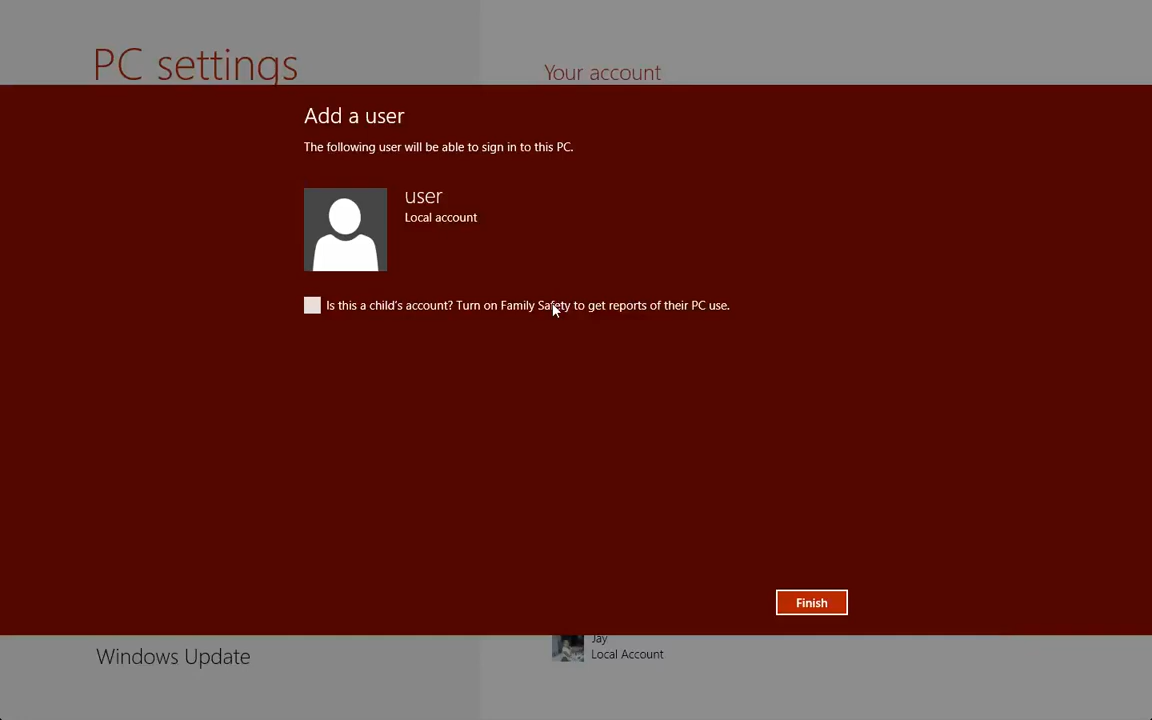 PC settings
Your account
Add a user
The following user will be able to sign in to this PC.
user
Local account
Is this a child's account? Turn on Family Safety to get reports of their PC use.
Finish
Jay
Local Account
Windows Update